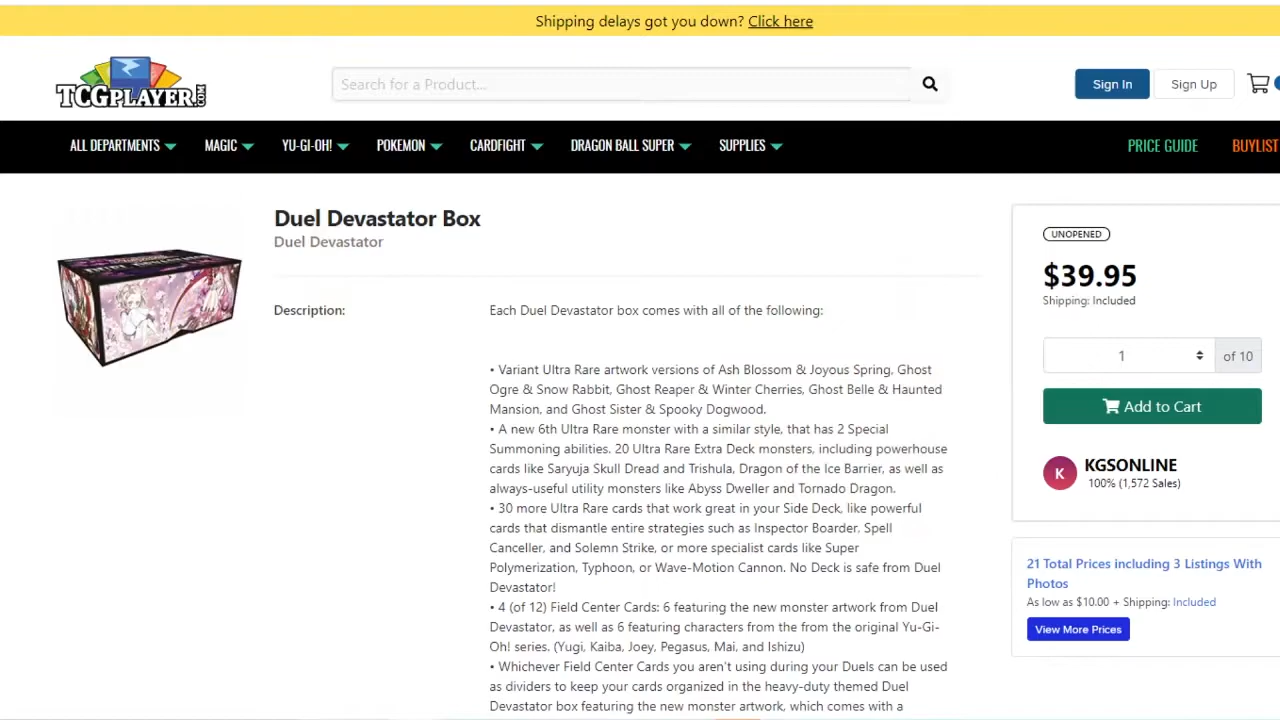 Shipping delays got you down? Click here
TCGPLAYER.COM
Search for a Product...
Sign In
Sign Up
ALL DEPARTMENTS
MAGIC
YU-GI-OH!
POKEMON
CARDFIGHT
DRAGON BALL SUPER
SUPPLIES
PRICE GUIDE
BUYLIST
Duel Devastator Box
Duel Devastator
Description:
Each Duel Devastator box comes with all of the following:
• Variant Ultra Rare artwork versions of Ash Blossom & Joyous Spring, Ghost
Ogre & Snow Rabbit, Ghost Reaper & Winter Cherries, Ghost Belle & Haunted
Mansion, and Ghost Sister & Spooky Dogwood.
• A new 6th Ultra Rare monster with a similar style, that has 2 Special
Summoning abilities. 20 Ultra Rare Extra Deck monsters, including powerhouse
cards like Saryuja Skull Dread and Trishula, Dragon of the Ice Barrier, as well as
always-useful utility monsters like Abyss Dweller and Tornado Dragon.
• 30 more Ultra Rare cards that work great in your Side Deck, like powerful
cards that dismantle entire strategies such as Inspector Boarder. Spell
Canceller, and Solemn Strike, or more specialist cards like Super
Polymerization, Typhoon, or Wave-Motion Cannon. No Deck is safe from Duel
Devastator!
• 4 (of 12) Field Center Cards: 6 featuring the new monster artwork from Duel
Devastator, as well as 6 featuring characters from the from the original Yu-Gi-
Oh! series. (Yugi, Kaiba, Joey, Pegasus, Mai, and Ishizu)
• Whichever Field Center Cards you aren't using during your Duels can be used
as dividers to keep your cards organized in the heavy-duty themed Duel
Devastator box featuring the new monster artwork, which comes with a
UNOPENED
$39.95
Shipping: Included
1
of 10
Add to Cart
K
KGSONLINE
100% (1,572 Sales)
21 Total Prices including 3 Listings With
Photos
As low as $10.00 + Shipping: Included
View More Prices